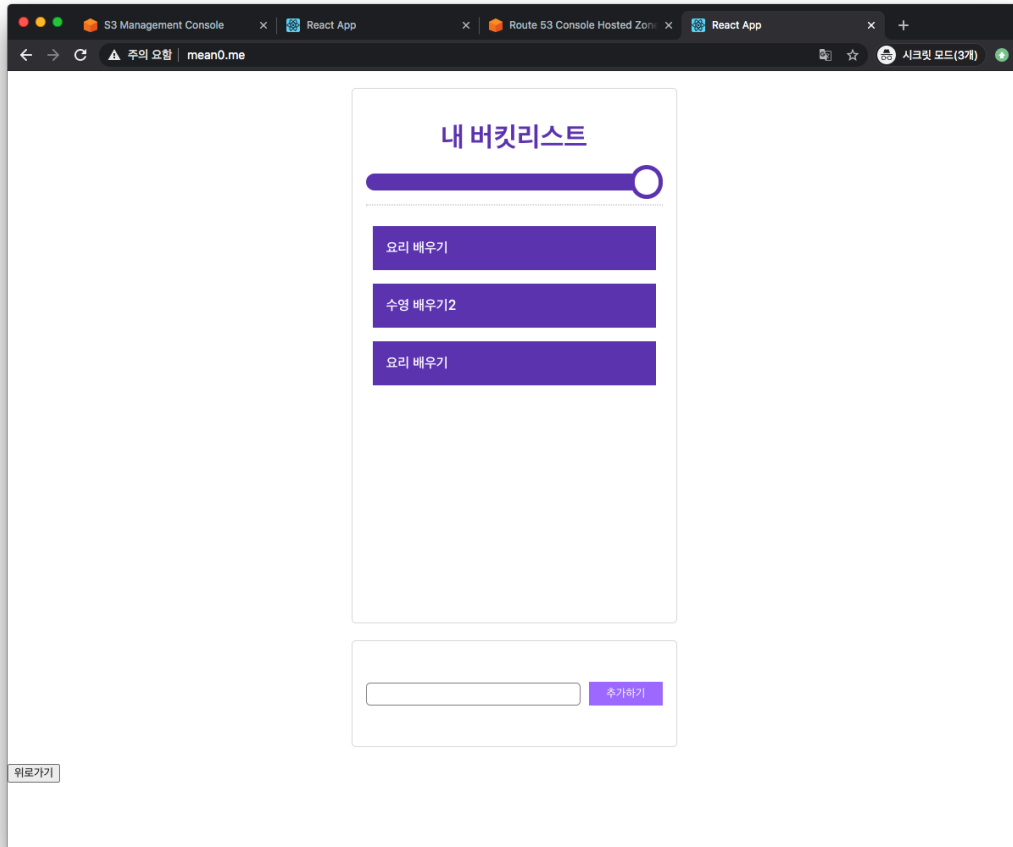 S3 Management Console
React App
Route 53 Console Hosted Zone
React App
주의 요함
mean0.me
시크릿 모드(3개)
내 버킷리스트
요리 배우기
수영 배우기2
요리 배우기
추가하기
위로가기